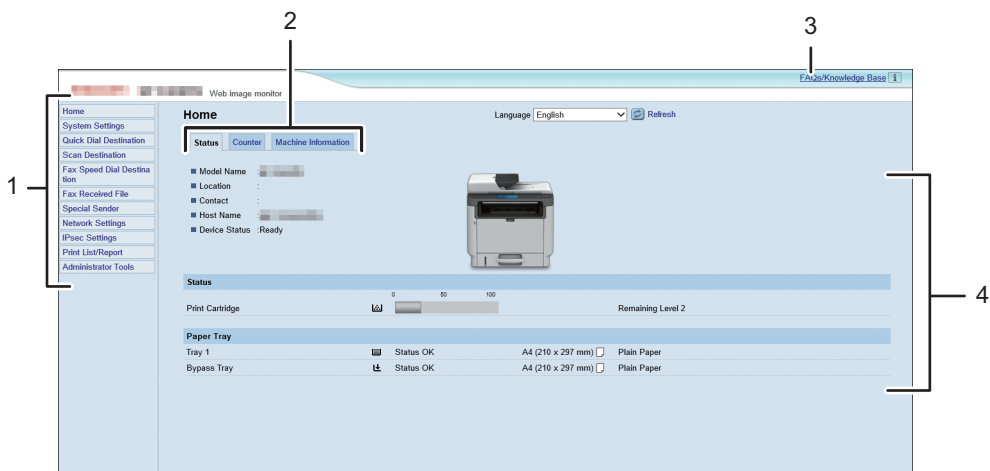 2
3
FAQs/Knowledge Base i
Web image monitor
1
Home
System Settings
Quick Dial Destination
Scan Destination
Fax Speed Dial Destina
tion
Fax Received File
Special Sender
Network Settings
IPsec Settings
Print List/Report
Administrator Tools
Home
Language English Refresh
Status Counter Machine Information
Model Name :
Location :
Contact :
Host Name :
Device Status :Ready
4
Status
0 50 100
Print Cartridge Remaining Level 2
Paper Tray
Tray 1 Status OK A4 (210 x 297 mm) Plain Paper
Bypass Tray Status OK A4 (210 x 297 mm) Plain Paper